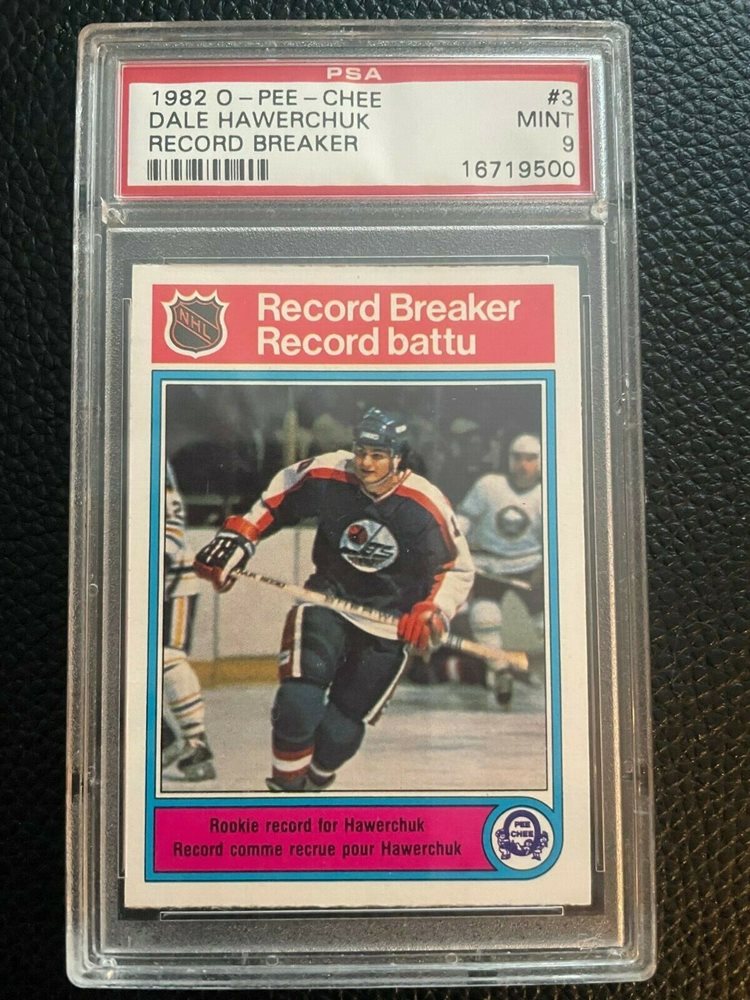 PSA
1982 O-PEE-CHEE #3
DALE HAWERCHUK MINT
RECORD BREAKER 9
16719500
NHL
Record Breaker
Record battu
JETS
Rookie record for Hawerchuk
Record comme recrue pour Hawerchuk
PEE
CHEE